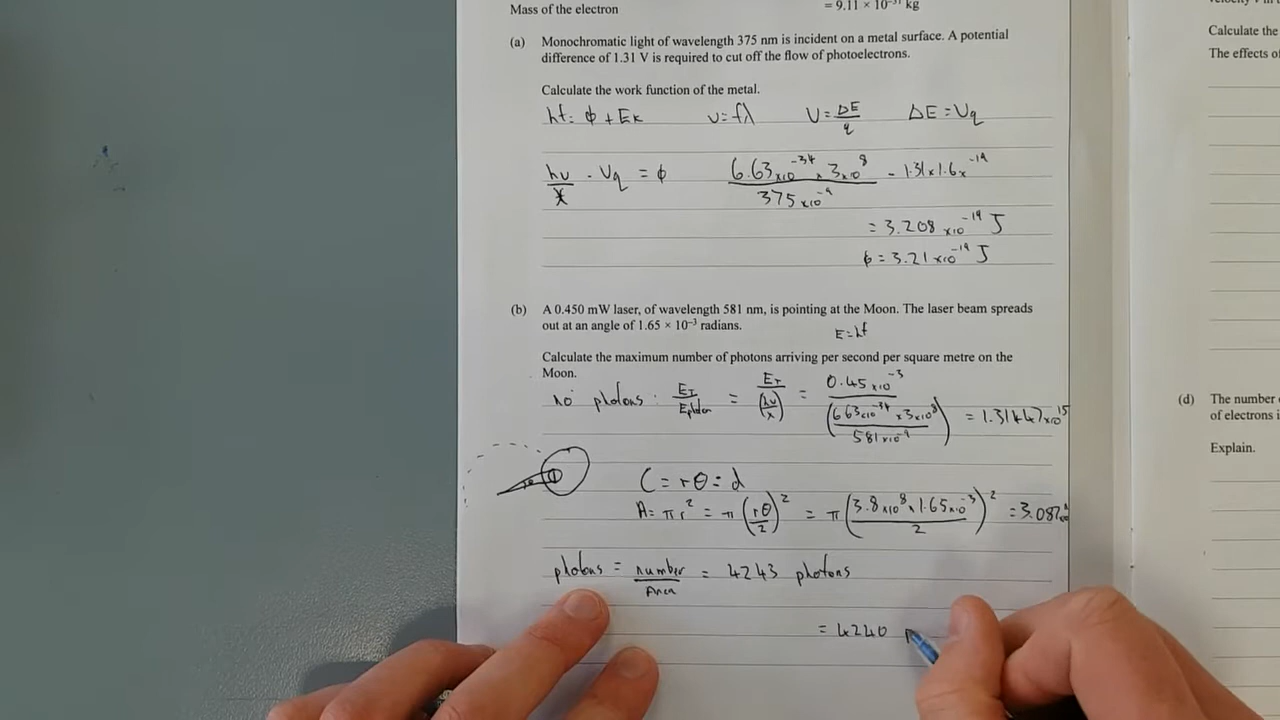 Mass of the electron = 9.11 × 10⁻³¹ kg
(a) Monochromatic light of wavelength 375 nm is incident on a metal surface. A potential
difference of 1.31 V is required to cut off the flow of photoelectrons.
Calculate the work function of the metal.
hf = ϕ + Eк v = fλ V = ΔE/q ΔE = Vq
hv/λ - Vq = ϕ 6.63×10⁻³⁴ × 3×10⁸ / 375×10⁻⁹ - 1.31×1.6×⁻¹⁹
= 3.208 ×10⁻¹⁹ J
ϕ = 3.21×10⁻¹⁹ J
(b) A 0.450 mW laser, of wavelength 581 nm, is pointing at the Moon. The laser beam spreads
out at an angle of 1.65 × 10⁻³ radians.
E=hf
Calculate the maximum number of photons arriving per second per square metre on the
Moon.
no photons : E_T/Ephoton = E_T/(hv/λ) = 0.45×10⁻³ / (6.63×10⁻³⁴ × 3×10⁸ / 581×10⁻⁹) = 1.31447×10¹⁵
C = rθ = d
A = πr² = π(rθ/2)² = π(3.8×10⁸ × 1.65×10⁻³ / 2)² = 3.087
photons = number/Area = 4243 photons
= 4240
Calculate the
The effects of
(d) The number
of electrons i
Explain.